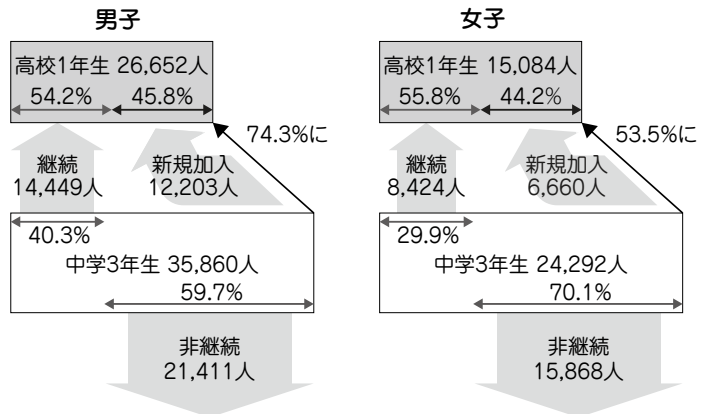 男子
高校1年生 26,652人
54.2%
45.8%
74.3%に
継続
14,449人
新規加入
12,203人
40.3%
中学3年生 35,860人
59.7%
非継続
21,411人
女子
高校1年生 15,084人
55.8%
44.2%
53.5%に
継続
8,424人
新規加入
6,660人
29.9%
中学3年生 24,292人
70.1%
非継続
15,868人